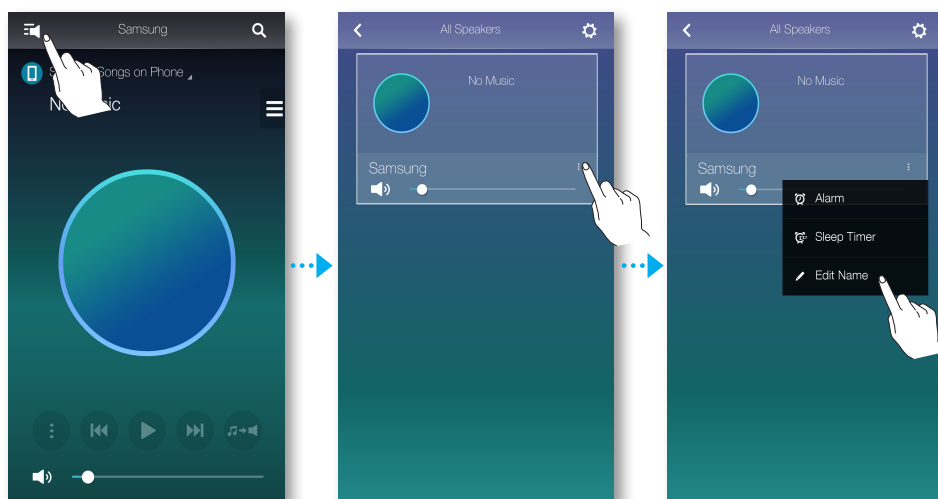 Samsung
Songs on Phone
All Speakers
No Music
Samsung
All Speakers
No Music
Samsung
Alarm
Sleep Timer
Edit Name